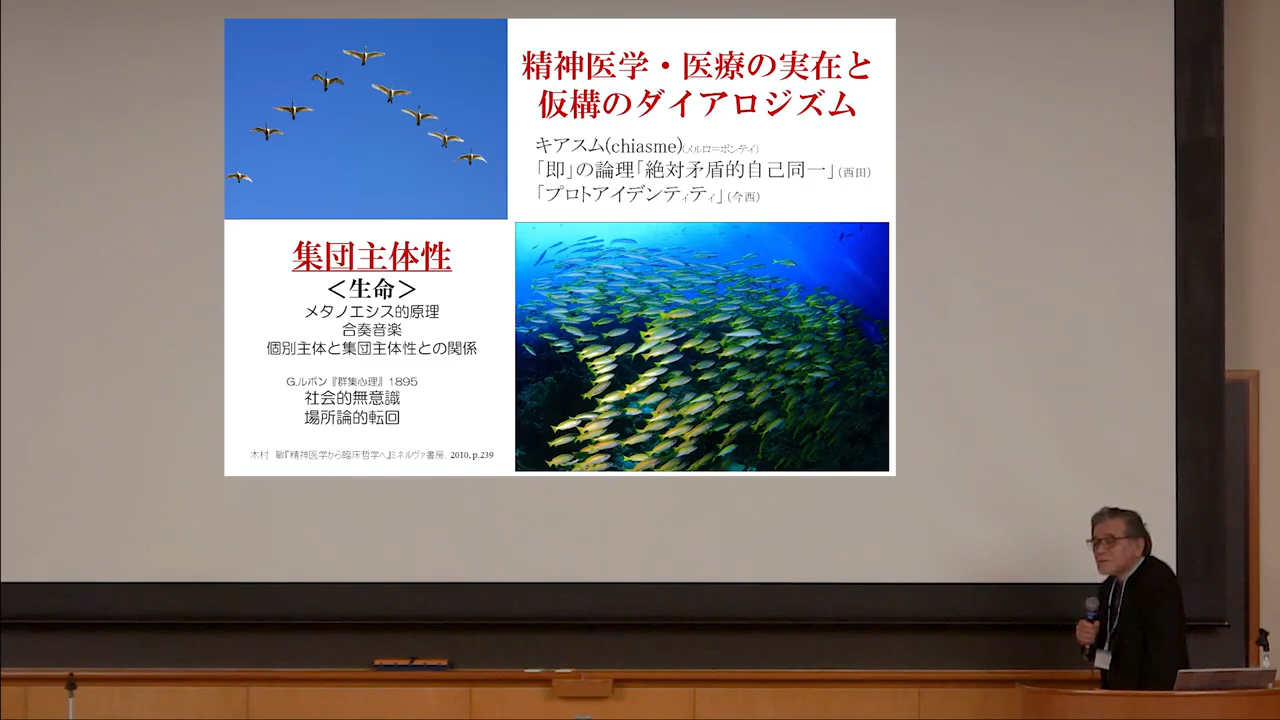 精神医学・医療の実在と
仮構のダイアロジズム
キアスム(chiasme)(メルロ＝ポンティ)
「即」の論理「絶対矛盾的自己同一」(西田)
「プロトアイデンティティ」(今西)
集団主体性
＜生命＞
メタノエシス的原理
合奏音楽
個別主体と集団主体性との関係
G.ルボン『群集心理』1895
社会的無意識
場所論的転回
木村 敏『精神医学から臨床哲学へ』ミネルヴァ書房, 2010, p.239